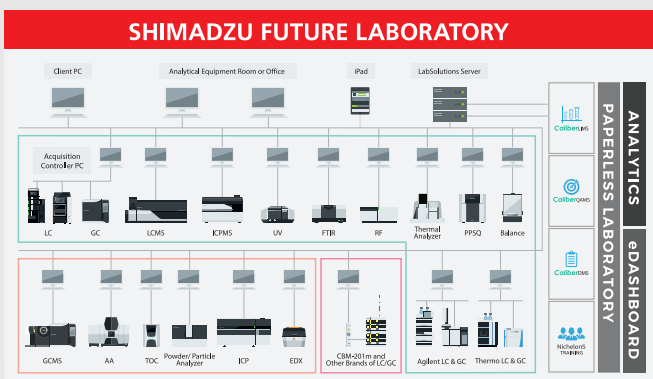 SHIMADZU FUTURE LABORATORY
Client PC
Analytical Equipment Room or Office
iPad
LabSolutions Server
Acquisition
Controller PC
LC
GC
LCMS
ICPMS
UV
FTIR
RF
Thermal
Analyzer
PPSQ
Balance
GCMS
AA
TOC
Powder/ Particle
Analyzer
ICP
EDX
CBM-201m and
Other Brands of LC/GC
Agilent LC & GC
Thermo LC & GC
CaliberLIMS
CaliberQAMS
CaliberDMS
NichelonS
TRAINING
PAPERLESS LABORATORY
ANALYTICS
eDASHBOARD